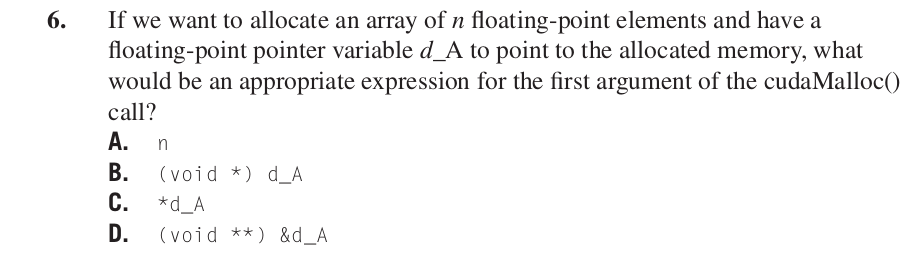 6. If we want to allocate an array of n floating-point elements and have a
floating-point pointer variable d_A to point to the allocated memory, what
would be an appropriate expression for the first argument of the cudaMalloc()
call?
A. n
B. (void *) d_A
C. *d_A
D. (void **) &d_A